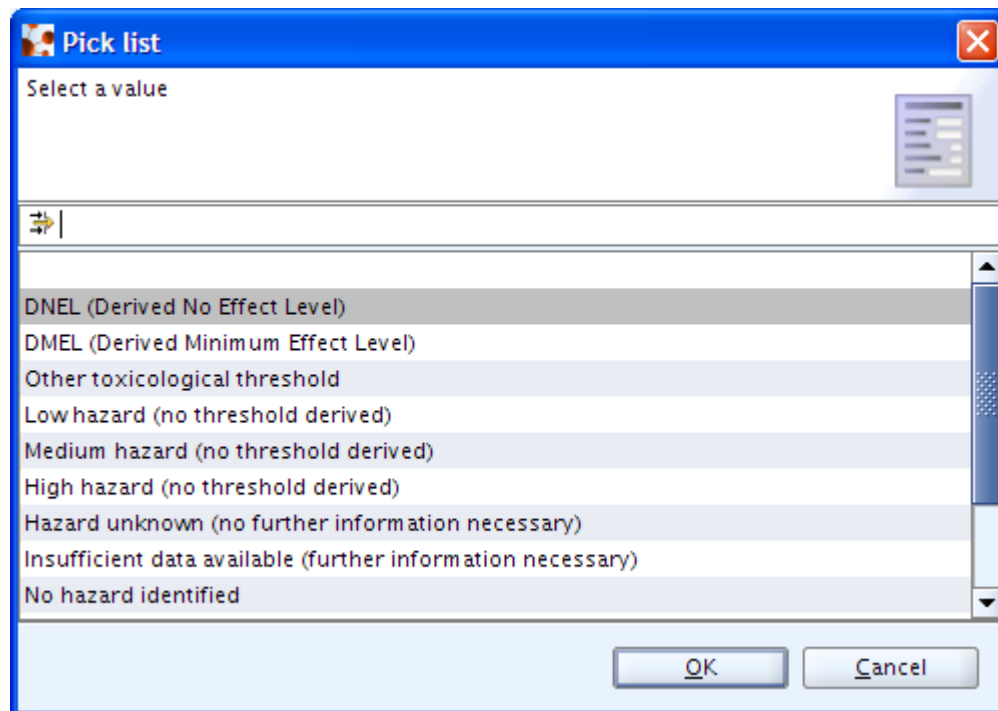 Pick list
Select a value
DNEL (Derived No Effect Level)
DMEL (Derived Minimum Effect Level)
Other toxicological threshold
Low hazard (no threshold derived)
Medium hazard (no threshold derived)
High hazard (no threshold derived)
Hazard unknown (no further information necessary)
Insufficient data available (further information necessary)
No hazard identified
OK
Cancel